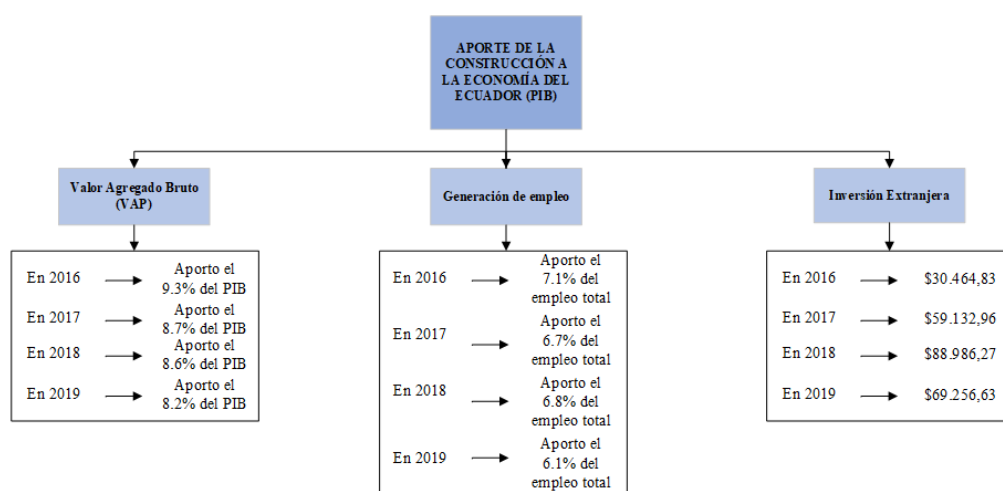 APORTE DE LA
CONSTRUCCIÓN A
LA ECONOMÍA DEL
ECUADOR (PIB)
Valor Agregado Bruto
(VAP)
En 2016
Aporto el
9.3% del PIB
En 2017
Aporto el
8.7% del PIB
En 2018
Aporto el
8.6% del PIB
En 2019
Aporto el
8.2% del PIB
Generación de empleo
En 2016
Aporto el
7.1% del
empleo total
En 2017
Aporto el
6.7% del
empleo total
En 2018
Aporto el
6.8% del
empleo total
En 2019
Aporto el
6.1% del
empleo total
Inversión Extranjera
En 2016
$30.464,83
En 2017
$59.132,96
En 2018
$88.986,27
En 2019
$69.256,63